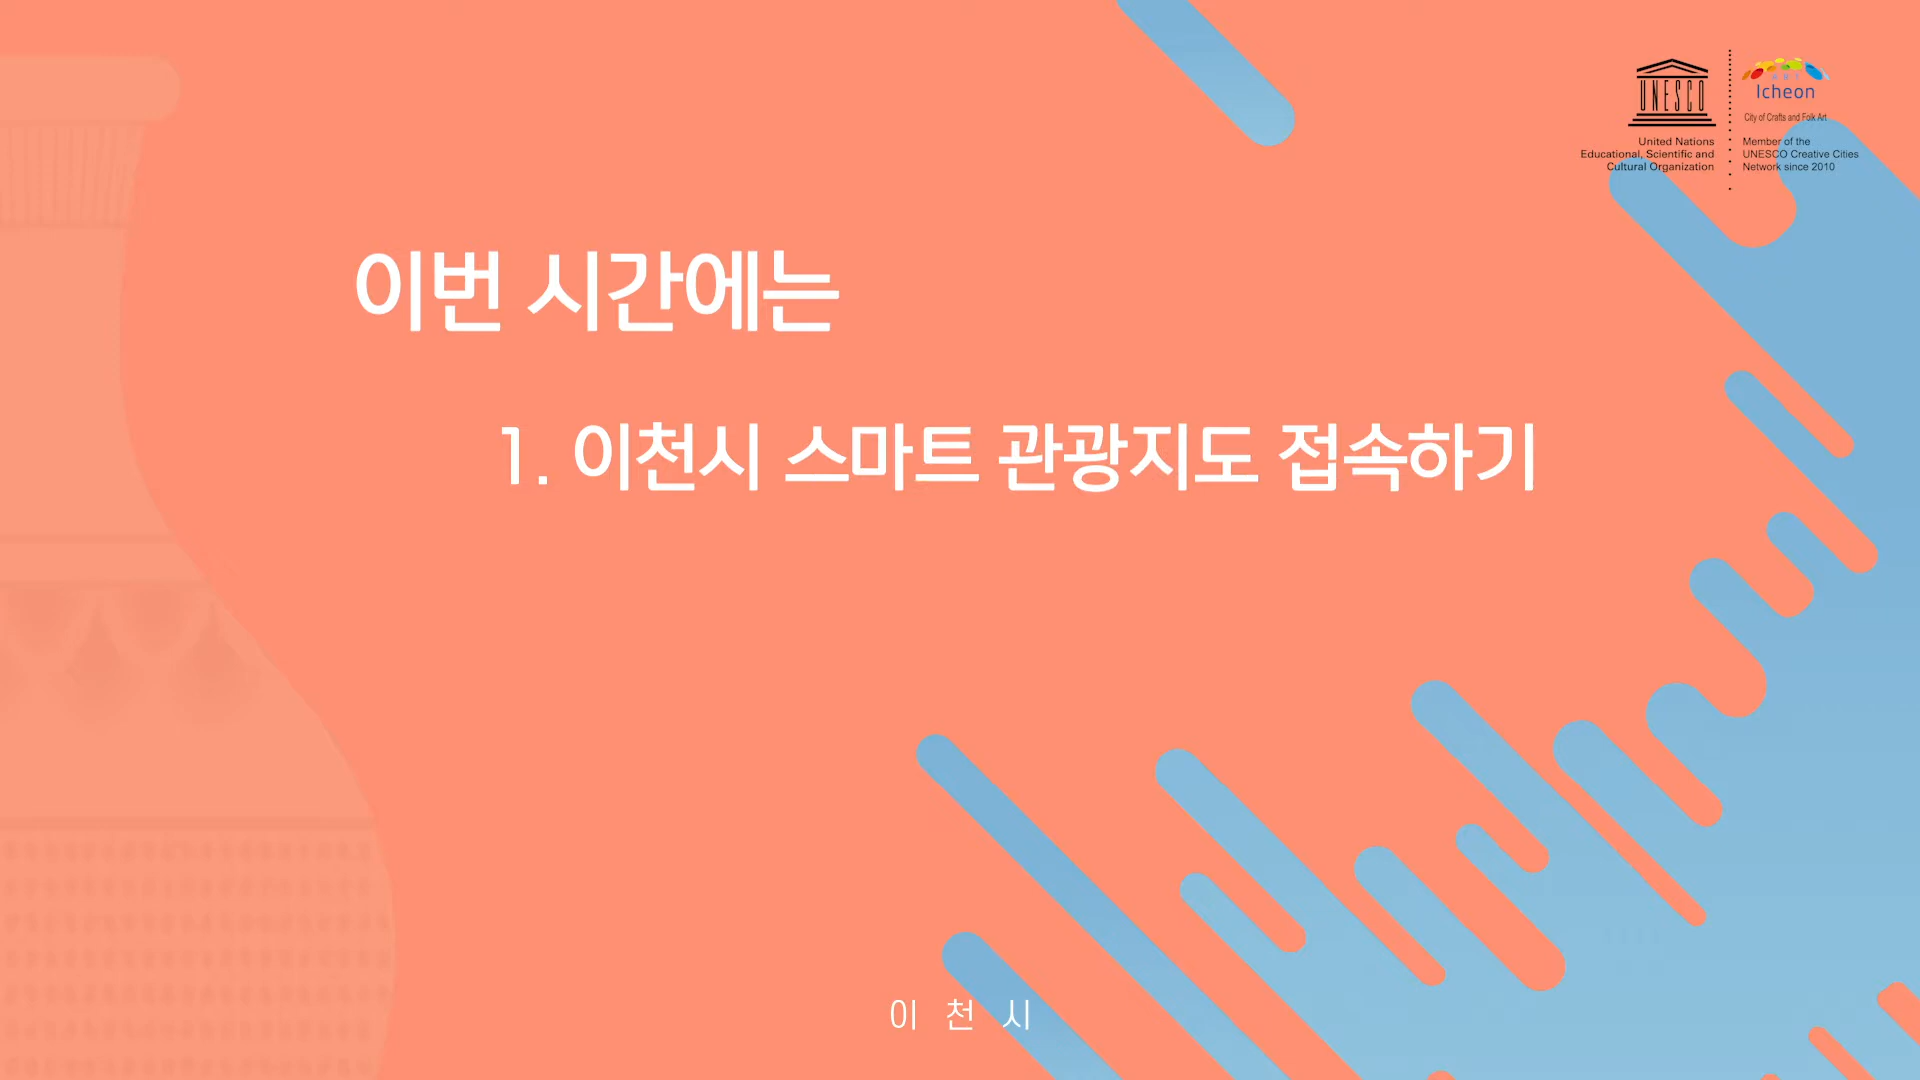 UNESCO
United Nations
Educational, Scientific and
Cultural Organization
ART
Icheon
City of Crafts and Folk Art
Member of the
UNESCO Creative Cities
Network since 2010
이번 시간에는
1. 이천시 스마트 관광지도 접속하기
이 천 시